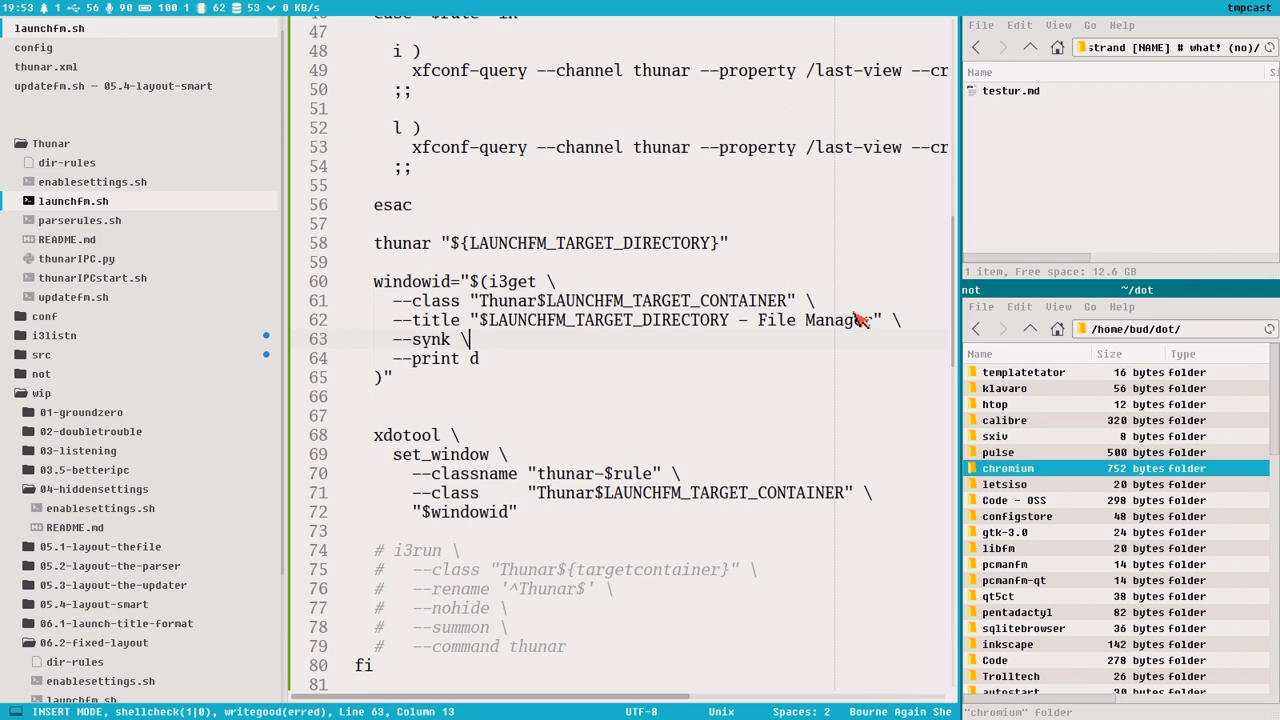 19:53 1 56 90 100 1 62 53 0 KB/s
tmpcast
launchfm.sh
config
thunar.xml
updatefm.sh — 05.4-layout-smart
Thunar
dir-rules
enablesettings.sh
launchfm.sh
parserules.sh
README.md
thunarIPC.py
thunarIPCstart.sh
updatefm.sh
conf
i3listn
src
not
wip
01-groundzero
02-doubletrouble
03-listening
03.5-betteripc
04-hiddensettings
enablesettings.sh
README.md
05.1-layout-thefile
05.2-layout-the-parser
05.3-layout-the-updater
05.4-layout-smart
06.1-launch-title-format
06.2-fixed-layout
dir-rules
enablesettings.sh
launchfm.sh
47
48 i )
49 xfconf-query --channel thunar --property /last-view --cr
50 ;;
51
52 l )
53 xfconf-query --channel thunar --property /last-view --cr
54 ;;
55
56 esac
57
58 thunar "${LAUNCHFM_TARGET_DIRECTORY}"
59
60 windowid="$(i3get \
61 --class "Thunar$LAUNCHFM_TARGET_CONTAINER" \
62 --title "$LAUNCHFM_TARGET_DIRECTORY - File Manager" \
63 --synk \
64 --print d
65 )"
66
67
68 xdotool \
69 set_window \
70 --classname "thunar-$rule" \
71 --class "Thunar$LAUNCHFM_TARGET_CONTAINER" \
72 "$windowid"
73
74 # i3run \
75 # --class "Thunar${targetcontainer}" \
76 # --rename '^Thunar$' \
77 # --nohide \
78 # --summon \
79 # --command thunar
80 fi
81
File Edit View Go Help
strand [NAME] # what! (no)/
Name Si
testur.md
1 item, Free space: 12.6 GB
not ~/dot
File Edit View Go Help
/home/bud/dot/
Name Size Type
templatetator 16 bytes folder
klavaro 56 bytes folder
htop 12 bytes folder
calibre 320 bytes folder
sxiv 8 bytes folder
pulse 500 bytes folder
chromium 752 bytes folder
letsiso 20 bytes folder
Code - OSS 298 bytes folder
configstore 48 bytes folder
gtk-3.0 24 bytes folder
libfm 20 bytes folder
pcmanfm 14 bytes folder
pcmanfm-qt 14 bytes folder
qt5ct 38 bytes folder
pentadactyl 82 bytes folder
sqlitebrowser 36 bytes folder
inkscape 142 bytes folder
Code 278 bytes folder
Trolltech 26 bytes folder
autostart 30 bytes folder
"chromium" folder
INSERT MODE, shellcheck(1|0), writegood(erred), Line 63, Column 13 UTF-8 Unix Spaces: 2 Bourne Again She